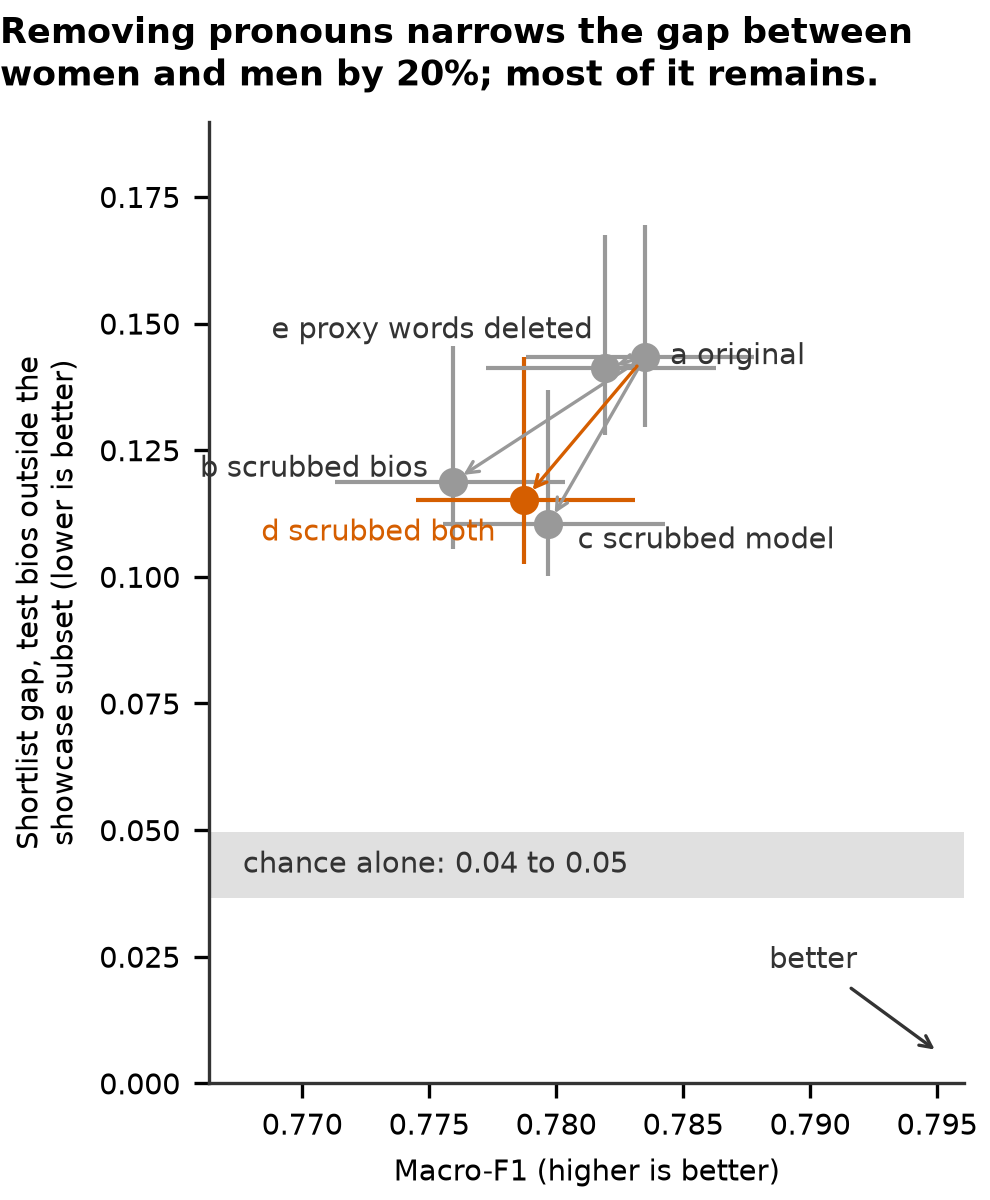 Removing pronouns narrows the gap between
women and men by 20%; most of it remains.
Shortlist gap, test bios outside the
showcase subset (lower is better)
0.175
0.150
0.125
0.100
0.075
0.050
0.025
0.000
e proxy words deleted
a original
b scrubbed bios
d scrubbed both
c scrubbed model
chance alone: 0.04 to 0.05
better
0.770 0.775 0.780 0.785 0.790 0.795
Macro-F1 (higher is better)